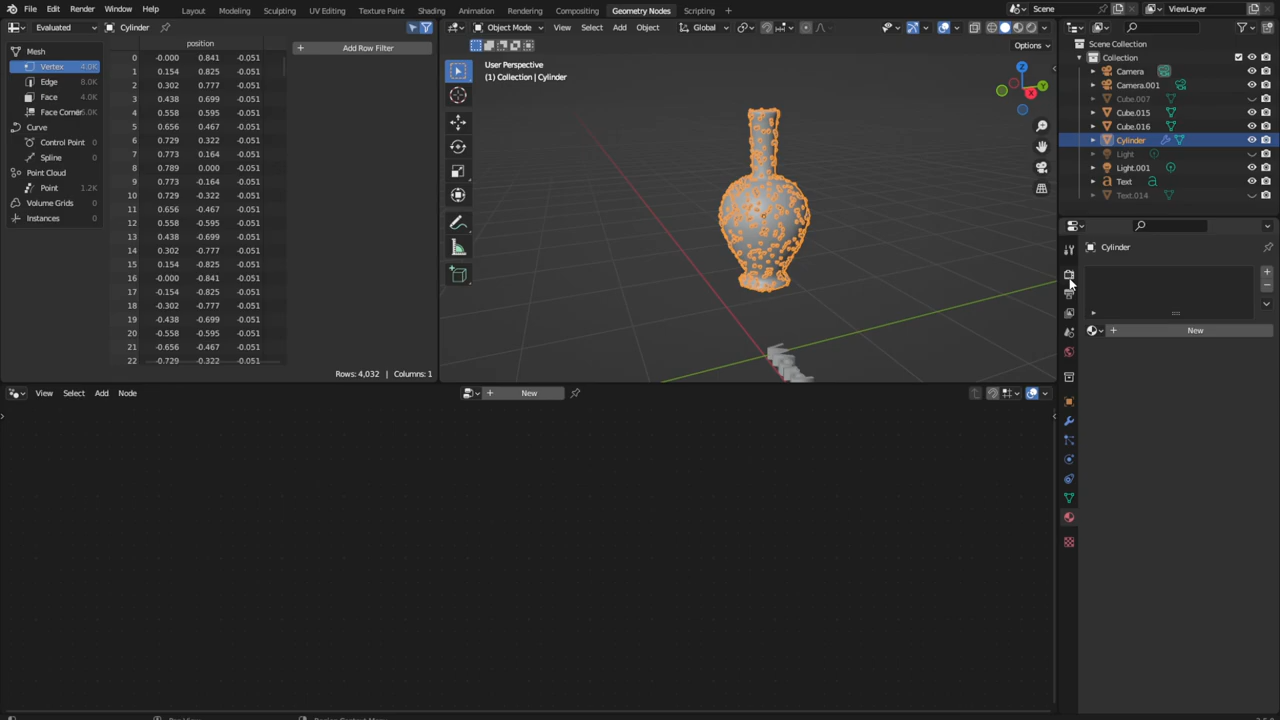 File Edit Render Window Help Layout Modeling Sculpting UV Editing Texture Paint Shading Animation Rendering Compositing Geometry Nodes Scripting + Scene ViewLayer
Evaluated Cylinder Object Mode View Select Add Object Global
Options
Mesh
Vertex 4.0K
Edge 8.0K
Face 4.0K
Face Corner
Curve
Control Point 0
Spline 0
Point Cloud
Point 1.2K
Volume Grids 0
Instances 0
position
0 -0.000 0.841 -0.051
1 0.154 0.825 -0.051
2 0.302 0.777 -0.051
3 0.438 0.699 -0.051
4 0.558 0.595 -0.051
5 0.656 0.467 -0.051
6 0.729 0.322 -0.051
7 0.773 0.164 -0.051
8 0.789 0.000 -0.051
9 0.773 -0.164 -0.051
10 0.729 -0.322 -0.051
11 0.656 -0.467 -0.051
12 0.558 -0.595 -0.051
13 0.438 -0.699 -0.051
14 0.302 -0.777 -0.051
15 0.154 -0.825 -0.051
16 -0.000 -0.841 -0.051
17 -0.154 -0.825 -0.051
18 -0.302 -0.777 -0.051
19 -0.438 -0.699 -0.051
20 -0.558 -0.595 -0.051
21 -0.656 -0.467 -0.051
22 -0.729 -0.322 -0.051
+ Add Row Filter
Rows: 4,032 | Columns: 1
User Perspective
(1) Collection | Cylinder
Z
Y
X
Scene Collection
Collection
Camera
Camera.001
Cube.007
Cube.015
Cube.016
Cylinder
Light
Light.001
Text
Text.014
Cylinder
+ New
View Select Add Node + New